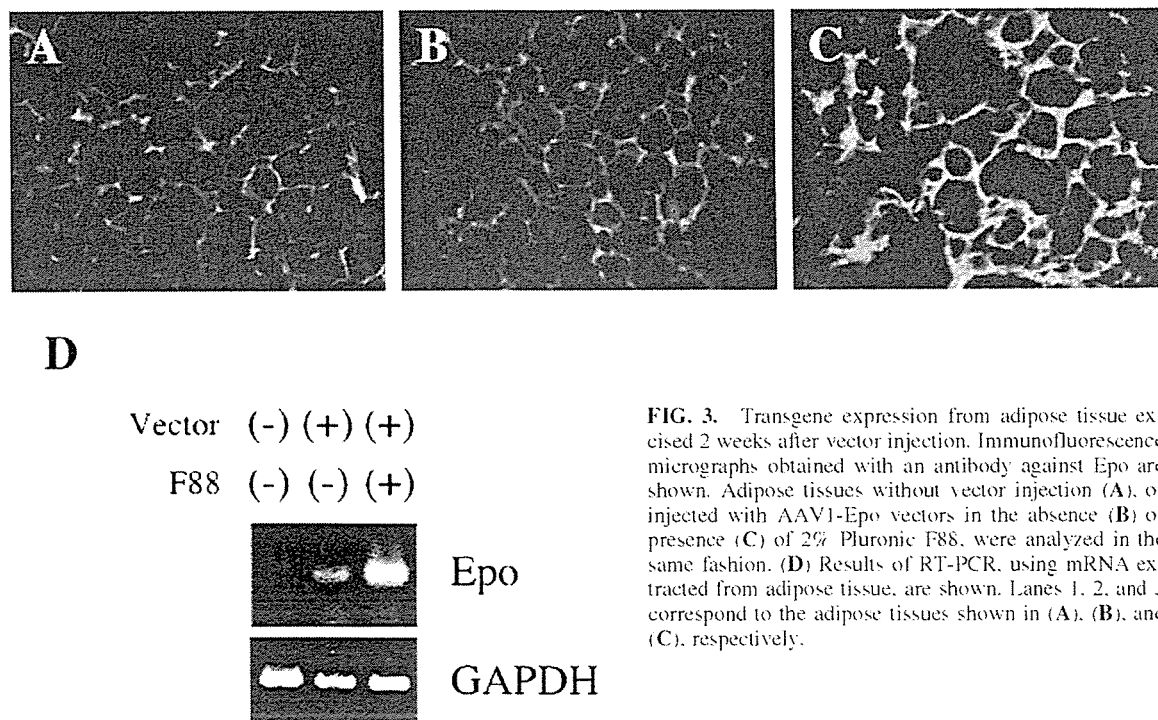 A B C
D
Vector (-) (+) (+)
F88 (-) (-) (+)
Epo
GAPDH
FIG. 3. Transgene expression from adipose tissue ex
cised 2 weeks after vector injection. Immunofluorescence
micrographs obtained with an antibody against Epo are
shown. Adipose tissues without vector injection (A), o
injected with AAV1-Epo vectors in the absence (B) o
presence (C) of 2% Pluronic F88, were analyzed in the
same fashion. (D) Results of RT-PCR, using mRNA ex
tracted from adipose tissue, are shown. Lanes 1, 2, and
correspond to the adipose tissues shown in (A), (B), and
(C), respectively.